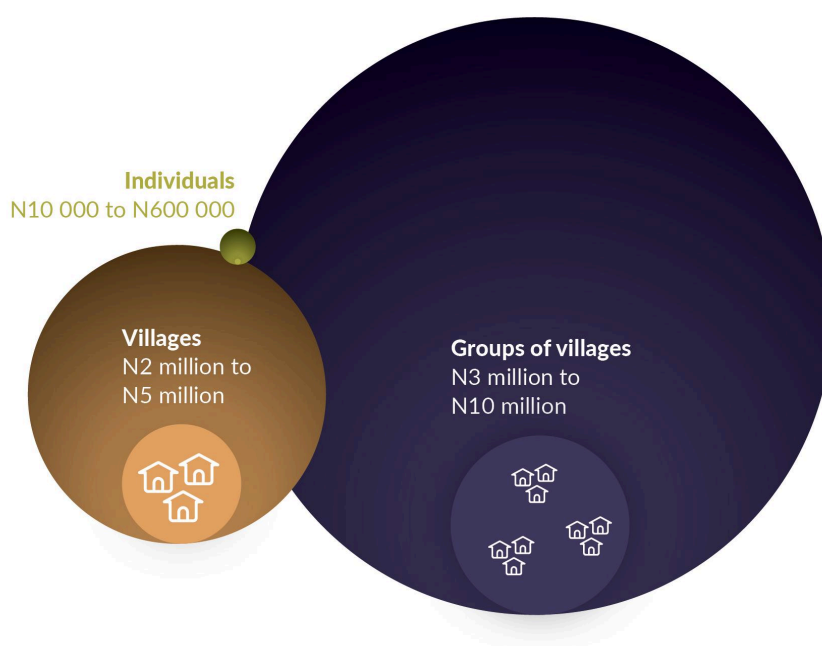 Individuals
N10 000 to N600 000
Villages
N2 million to
N5 million
Groups of villages
N3 million to
N10 million